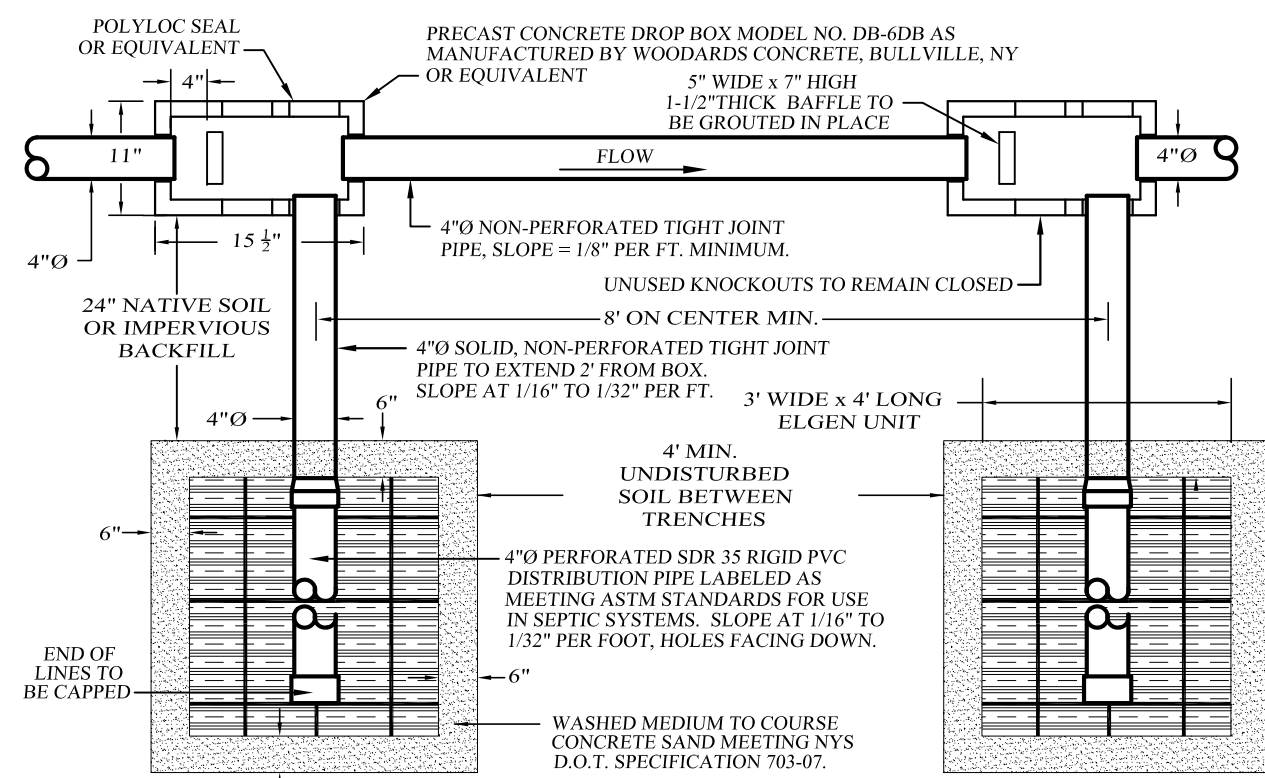 POLYLOC SEAL
OR EQUIVALENT
PRECAST CONCRETE DROP BOX MODEL NO. DB-6DB AS
MANUFACTURED BY WOODARDS CONCRETE, BULLVILLE, NY
OR EQUIVALENT
5" WIDE x 7" HIGH
1-1/2"THICK BAFFLE TO
BE GROUTED IN PLACE
4"
11"
FLOW
4"Ø
15 ½"
4"Ø
4"Ø NON-PERFORATED TIGHT JOINT
PIPE, SLOPE = 1/8" PER FT. MINIMUM.
UNUSED KNOCKOUTS TO REMAIN CLOSED
24" NATIVE SOIL
OR IMPERVIOUS
BACKFILL
8' ON CENTER MIN.
4"Ø SOLID, NON-PERFORATED TIGHT JOINT
PIPE TO EXTEND 2' FROM BOX.
SLOPE AT 1/16" TO 1/32" PER FT.
4"Ø
6"
3' WIDE x 4' LONG
ELGEN UNIT
4' MIN.
UNDISTURBED
SOIL BETWEEN
TRENCHES
6"
4"Ø PERFORATED SDR 35 RIGID PVC
DISTRIBUTION PIPE LABELED AS
MEETING ASTM STANDARDS FOR USE
IN SEPTIC SYSTEMS. SLOPE AT 1/16" TO
1/32" PER FOOT, HOLES FACING DOWN.
END OF
LINES TO
BE CAPPED
6"
WASHED MEDIUM TO COURSE
CONCRETE SAND MEETING NYS
D.O.T. SPECIFICATION 703-07.